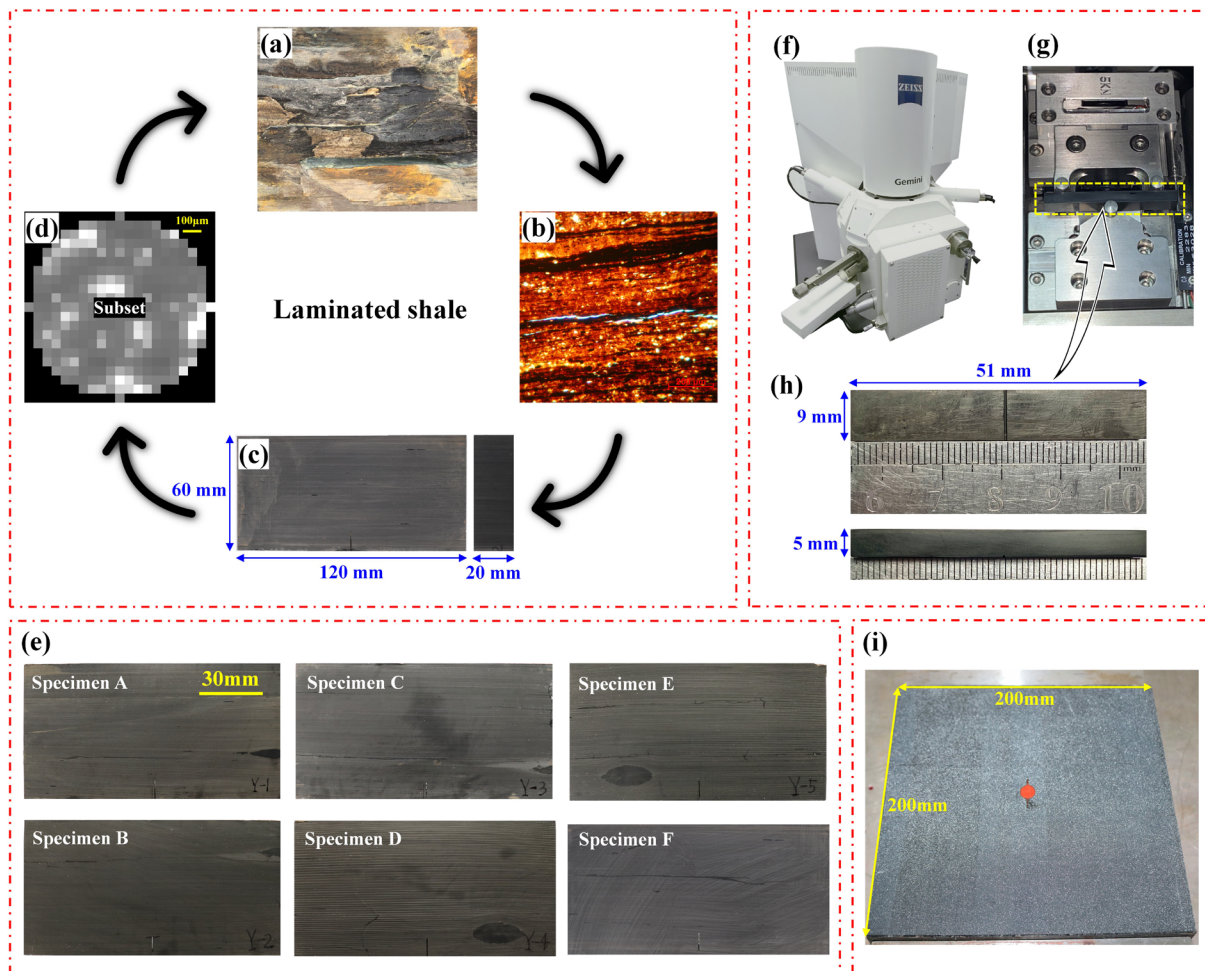 (a)
(b)
(c)
(d)
100μm
Subset
Laminated shale
60 mm
120 mm
20 mm
(e)
Specimen A
30mm
Y-1
Specimen B
Y-2
Specimen C
Y-3
Specimen D
Y-4
Specimen E
Y-5
Specimen F
(f)
ZEISS
Gemini
(g)
CALIBRATION
(h)
51 mm
9 mm
mm
6 7 8 9 10
5 mm
(i)
200mm
200mm